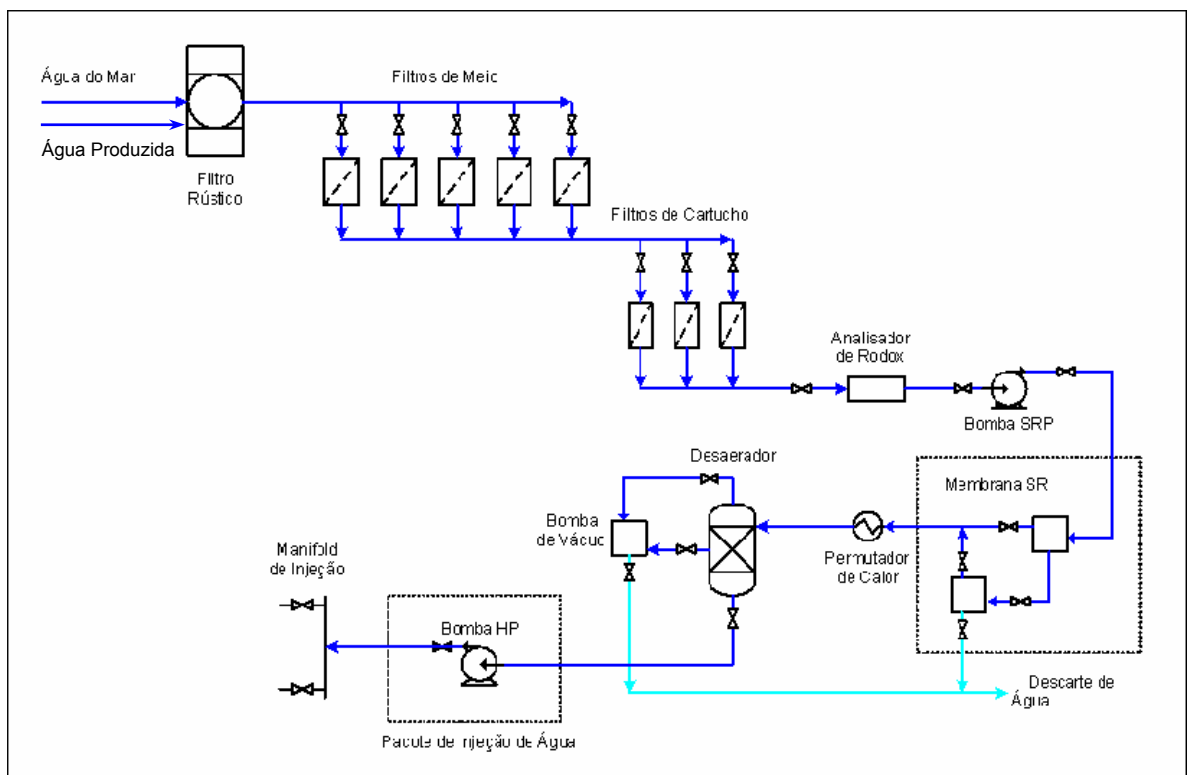 Água do Mar
Filtros de Meic
Água Produzida
Filtro
Rústico
Filtros de Cartucho
Analisador
de Rodox
Bomba SRP
Desaerador
Membrana SR
Bomba
de Vácuc
Permutador
de Calor
Manifold
de Injeção
Bomba HP
Descarte de
Água
Pacote de Injeção de Água